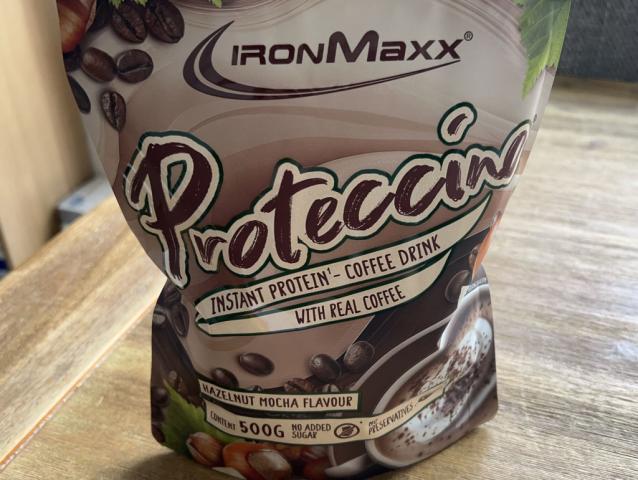 IRONMAXX®
Proteccino
INSTANT PROTEIN¹- COFFEE DRINK
WITH REAL COFFEE
HAZELNUT MOCHA FLAVOUR
CONTENT 500G NO ADDED SUGAR* NO PRESERVATIVES